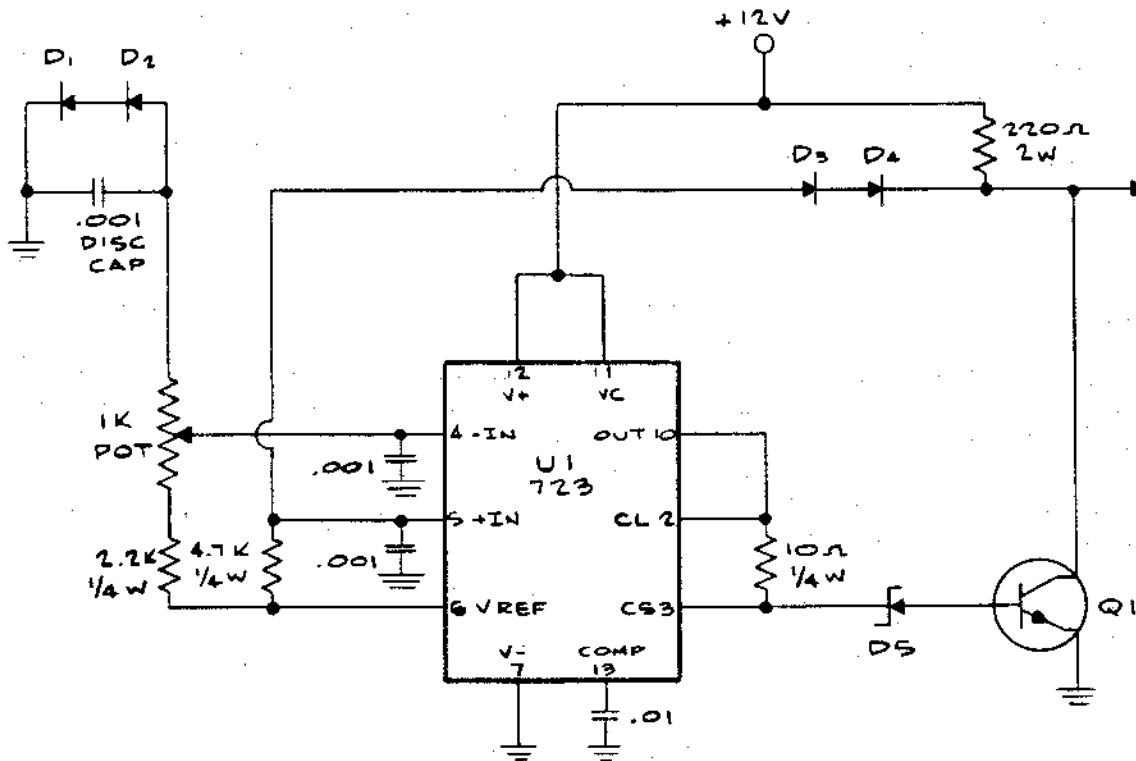 +12V
D1 D2
220Ω
2W
D3 D4
.001
DISC
CAP
12 11
V+ VC
1K
POT
4 -IN
OUT 10
U1
723
.001
5 +IN
CL 2
2.2K
1/4 W
4.7K
1/4 W
.001
10Ω
1/4 W
6 VREF
CS 3
D5
Q1
V-
7
COMP
13
.01